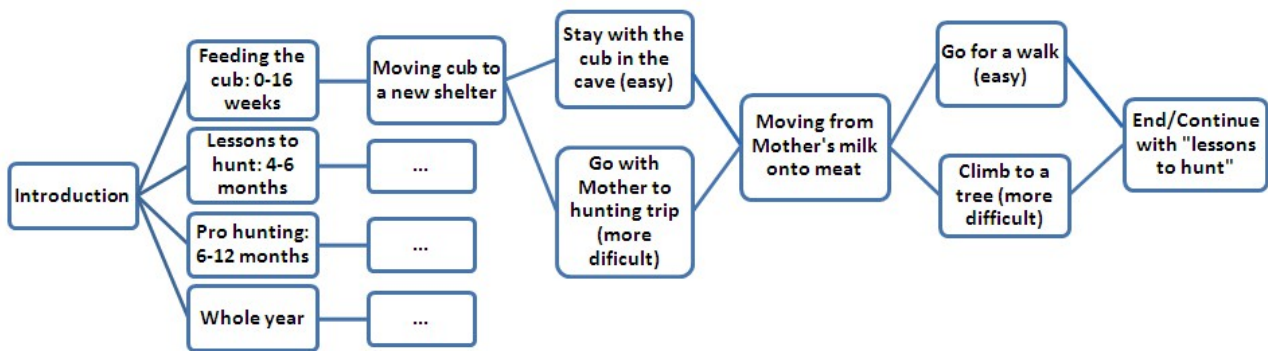 Introduction
Feeding the
cub: 0-16
weeks
Lessons to
hunt: 4-6
months
Pro hunting:
6-12 months
Whole year
Moving cub to
a new shelter
...
...
...
Stay with the
cub in the
cave (easy)
Go with
Mother to
hunting trip
(more
dificult)
Moving from
Mother's milk
onto meat
Go for a walk
(easy)
Climb to a
tree (more
difficult)
End/Continue
with "lessons
to hunt"